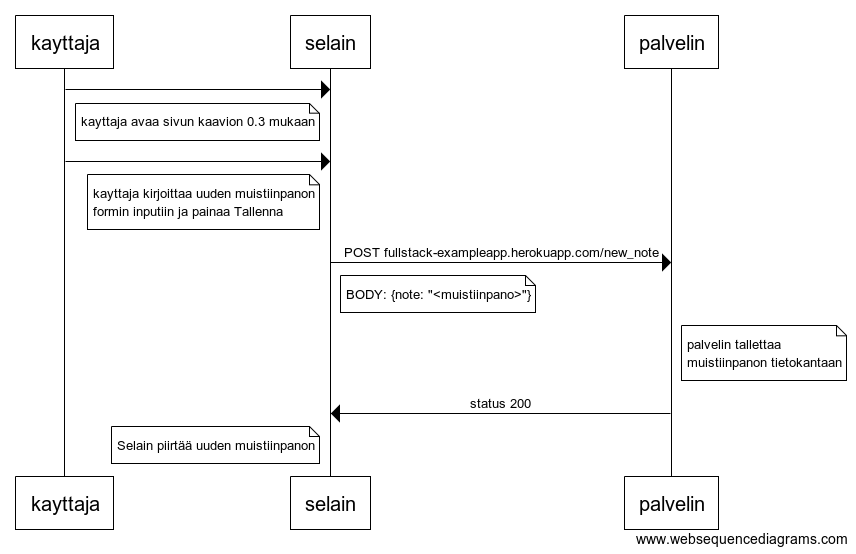 kayttaja
selain
palvelin
kayttaja avaa sivun kaavion 0.3 mukaan
kayttaja kirjoittaa uuden muistiinpanon
formin inputiin ja painaa Tallenna
POST fullstack-exampleapp.herokuapp.com/new_note
BODY: {note: "<muistiinpano>"}
palvelin tallettaa
muistiinpanon tietokantaan
status 200
Selain piirtää uuden muistiinpanon
kayttaja
selain
palvelin
www.websequencediagrams.com